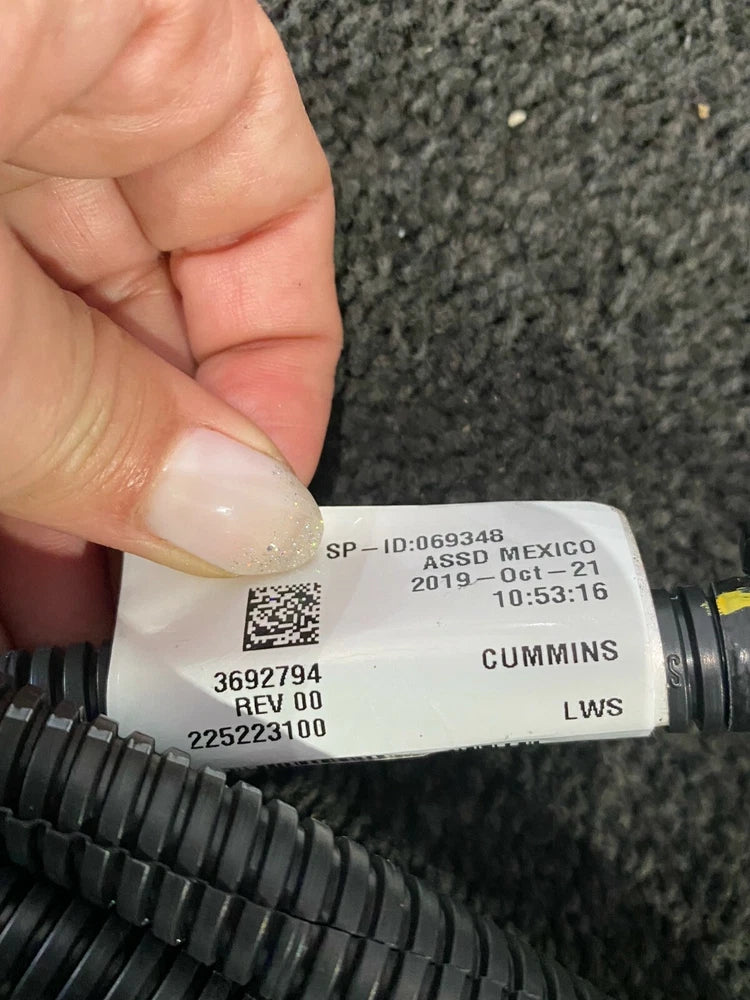 SP-ID:069348
ASSD MEXICO
2019-Oct-21
10:53:16
CUMMINS
3692794
REV 00
LWS
225223100
S